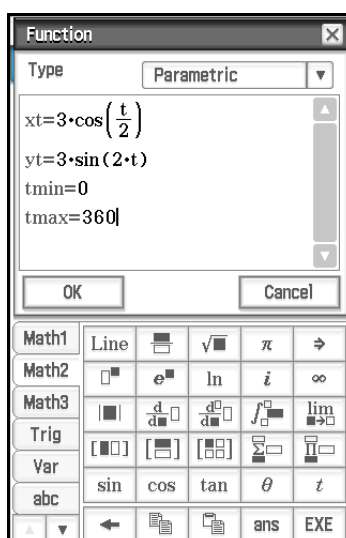 Function
Type Parametric ▼
xt=3·cos(t/2)
yt=3·sin(2·t)
tmin=0
tmax=360
OK Cancel
Math1 Line √■ π ⇒
Math2 □■ e■ ln i ∞
Math3 |■| d/d■□ d□/d■□ ∫□□■ lim■→□
Trig [■□] Σ□ Π□
Var sin cos tan θ t
abc
▲ ▼ ← ans EXE